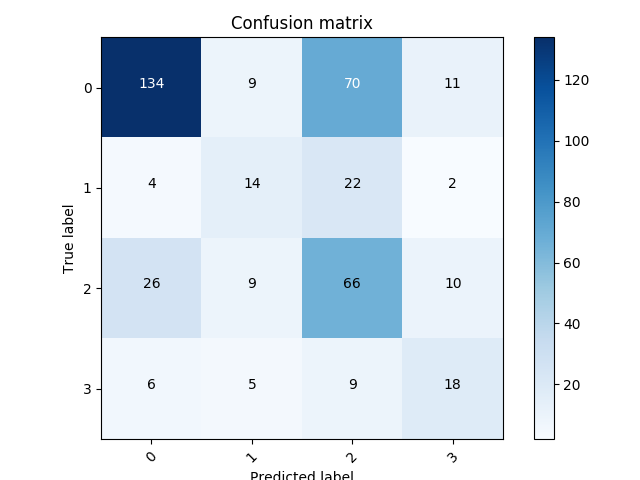 Confusion matrix
0 134 9 70 11
1 4 14 22 2
2 26 9 66 10
3 6 5 9 18
0 1 2 3
True label
Predicted label
120
100
80
60
40
20